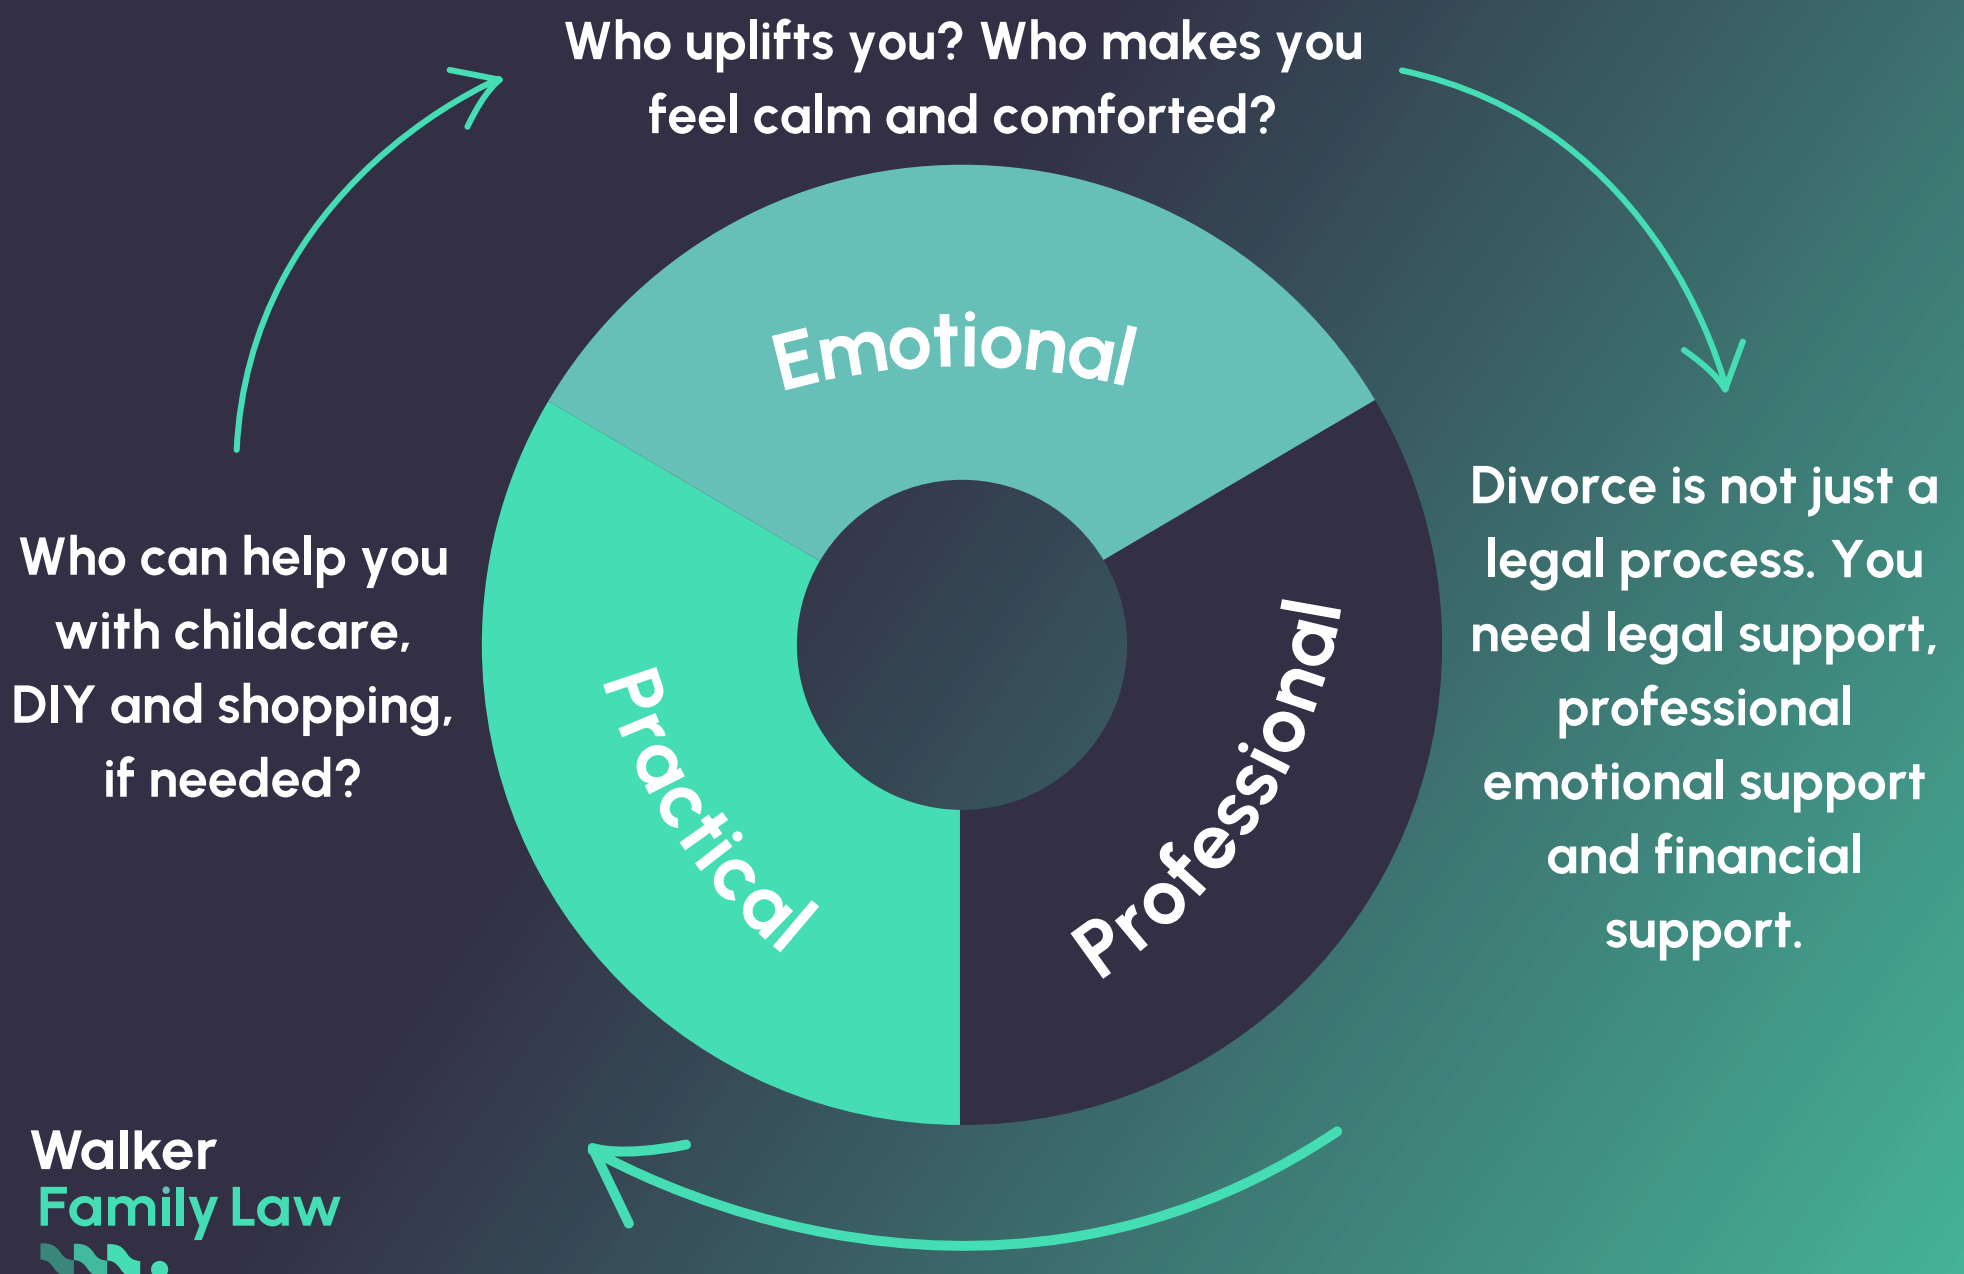 Who uplifts you? Who makes you
feel calm and comforted?
Emotional
Divorce is not just a
legal process. You
need legal support,
professional
emotional support
and financial
support.
Professional
Who can help you
with childcare,
DIY and shopping,
if needed?
Practical
Walker
Family Law